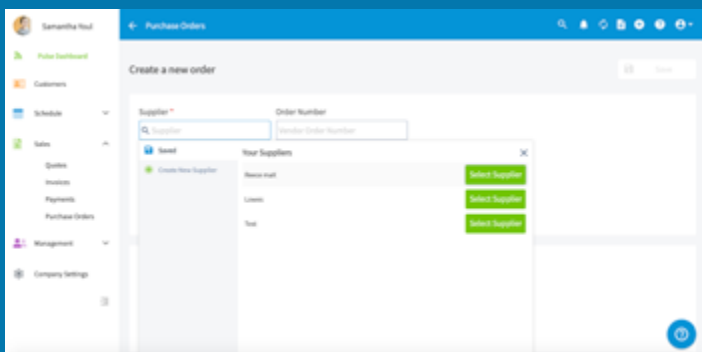 Samantha Youl
Purchase Orders
Pulse Dashboard
Create a new order
Save
Customers
Schedule
Supplier *
Order Number
Supplier
Vendor Order Number
Sales
Saved
Your Suppliers
Quotes
Create New Supplier
Reece mall
Select Supplier
Invoices
Payments
Lowes
Select Supplier
Purchase Orders
Test
Select Supplier
Management
Company Settings